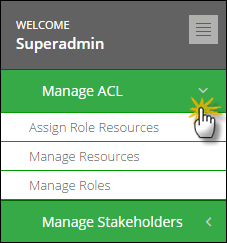 WELCOME
Superadmin
Manage ACL
Assign Role Resources
Manage Resources
Manage Roles
Manage Stakeholders